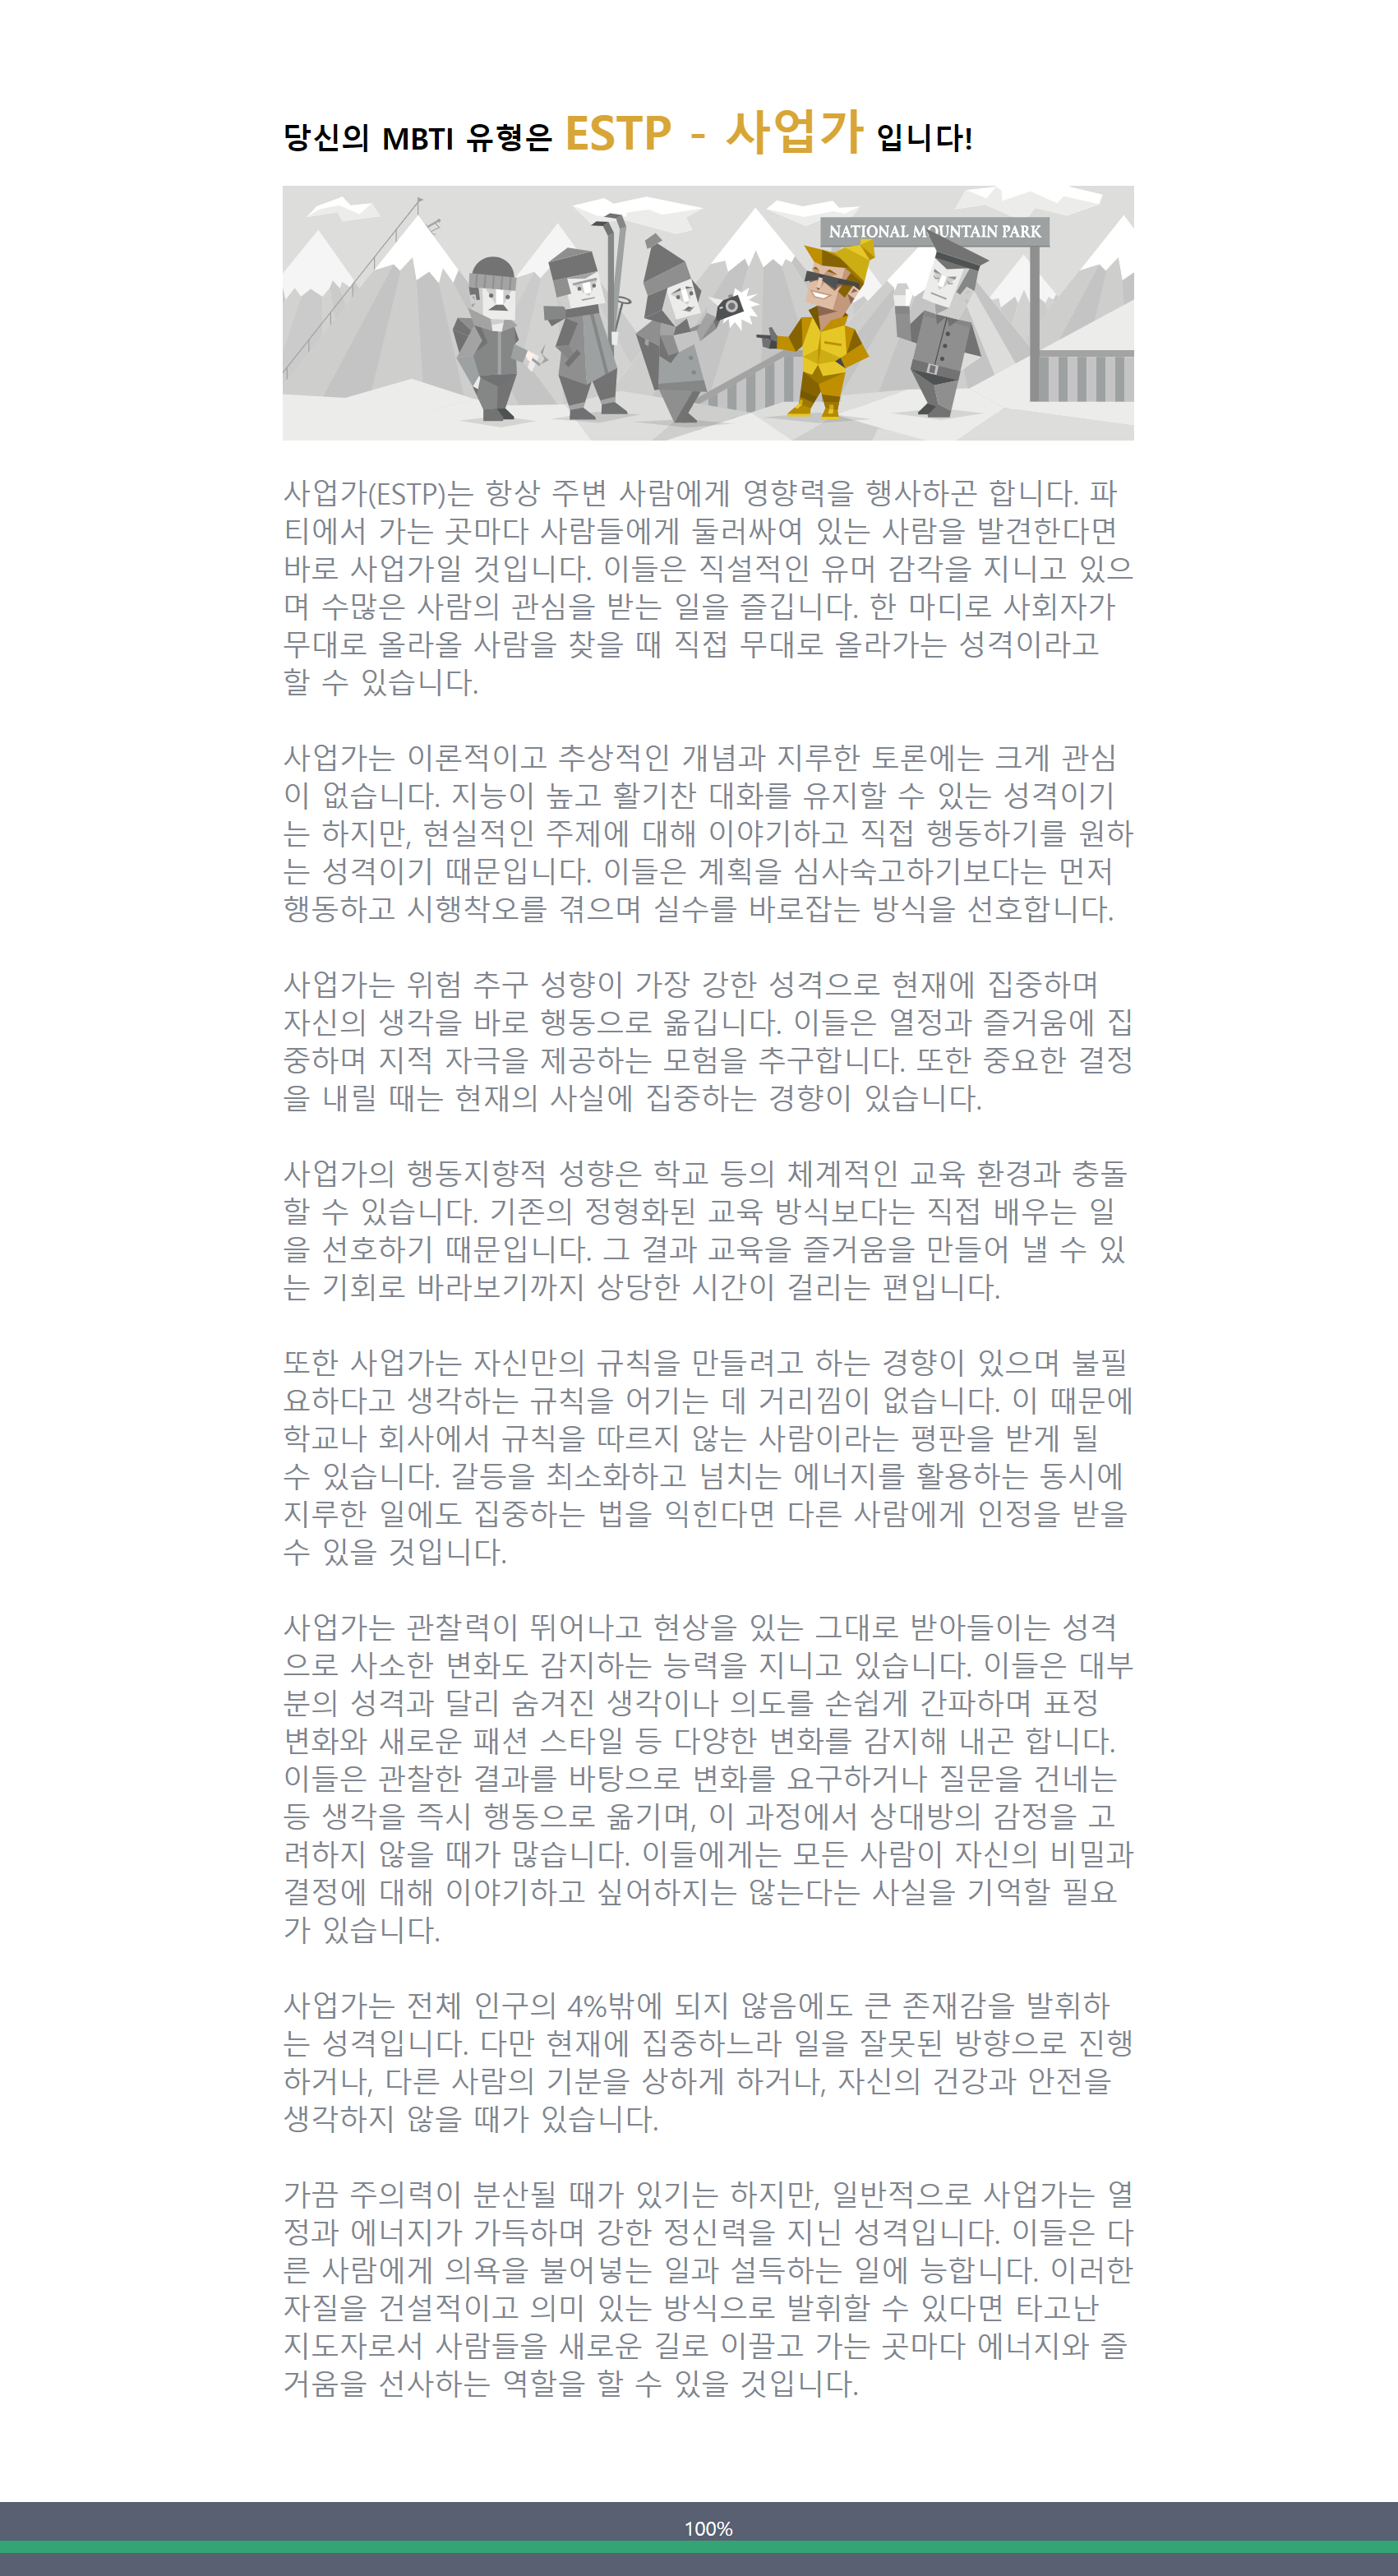 당신의 MBTI 유형은 ESTP - 사업가 입니다!
NATIONAL MOUNTAIN PARK
사업가(ESTP)는 항상 주변 사람에게 영향력을 행사하곤 합니다. 파
티에서 가는 곳마다 사람들에게 둘러싸여 있는 사람을 발견한다면
바로 사업가일 것입니다. 이들은 직설적인 유머 감각을 지니고 있으
며 수많은 사람의 관심을 받는 일을 즐깁니다. 한 마디로 사회자가
무대로 올라올 사람을 찾을 때 직접 무대로 올라가는 성격이라고
할 수 있습니다.
사업가는 이론적이고 추상적인 개념과 지루한 토론에는 크게 관심
이 없습니다. 지능이 높고 활기찬 대화를 유지할 수 있는 성격이기
는 하지만, 현실적인 주제에 대해 이야기하고 직접 행동하기를 원하
는 성격이기 때문입니다. 이들은 계획을 심사숙고하기보다는 먼저
행동하고 시행착오를 겪으며 실수를 바로잡는 방식을 선호합니다.
사업가는 위험 추구 성향이 가장 강한 성격으로 현재에 집중하며
자신의 생각을 바로 행동으로 옮깁니다. 이들은 열정과 즐거움에 집
중하며 지적 자극을 제공하는 모험을 추구합니다. 또한 중요한 결정
을 내릴 때는 현재의 사실에 집중하는 경향이 있습니다.
사업가의 행동지향적 성향은 학교 등의 체계적인 교육 환경과 충돌
할 수 있습니다. 기존의 정형화된 교육 방식보다는 직접 배우는 일
을 선호하기 때문입니다. 그 결과 교육을 즐거움을 만들어 낼 수 있
는 기회로 바라보기까지 상당한 시간이 걸리는 편입니다.
또한 사업가는 자신만의 규칙을 만들려고 하는 경향이 있으며 불필
요하다고 생각하는 규칙을 어기는 데 거리낌이 없습니다. 이 때문에
학교나 회사에서 규칙을 따르지 않는 사람이라는 평판을 받게 될
수 있습니다. 갈등을 최소화하고 넘치는 에너지를 활용하는 동시에
지루한 일에도 집중하는 법을 익힌다면 다른 사람에게 인정을 받을
수 있을 것입니다.
사업가는 관찰력이 뛰어나고 현상을 있는 그대로 받아들이는 성격
으로 사소한 변화도 감지하는 능력을 지니고 있습니다. 이들은 대부
분의 성격과 달리 숨겨진 생각이나 의도를 손쉽게 간파하며 표정
변화와 새로운 패션 스타일 등 다양한 변화를 감지해 내곤 합니다.
이들은 관찰한 결과를 바탕으로 변화를 요구하거나 질문을 건네는
등 생각을 즉시 행동으로 옮기며, 이 과정에서 상대방의 감정을 고
려하지 않을 때가 많습니다. 이들에게는 모든 사람이 자신의 비밀과
결정에 대해 이야기하고 싶어하지는 않는다는 사실을 기억할 필요
가 있습니다.
사업가는 전체 인구의 4%밖에 되지 않음에도 큰 존재감을 발휘하
는 성격입니다. 다만 현재에 집중하느라 일을 잘못된 방향으로 진행
하거나, 다른 사람의 기분을 상하게 하거나, 자신의 건강과 안전을
생각하지 않을 때가 있습니다.
가끔 주의력이 분산될 때가 있기는 하지만, 일반적으로 사업가는 열
정과 에너지가 가득하며 강한 정신력을 지닌 성격입니다. 이들은 다
른 사람에게 의욕을 불어넣는 일과 설득하는 일에 능합니다. 이러한
자질을 건설적이고 의미 있는 방식으로 발휘할 수 있다면 타고난
지도자로서 사람들을 새로운 길로 이끌고 가는 곳마다 에너지와 즐
거움을 선사하는 역할을 할 수 있을 것입니다.
100%